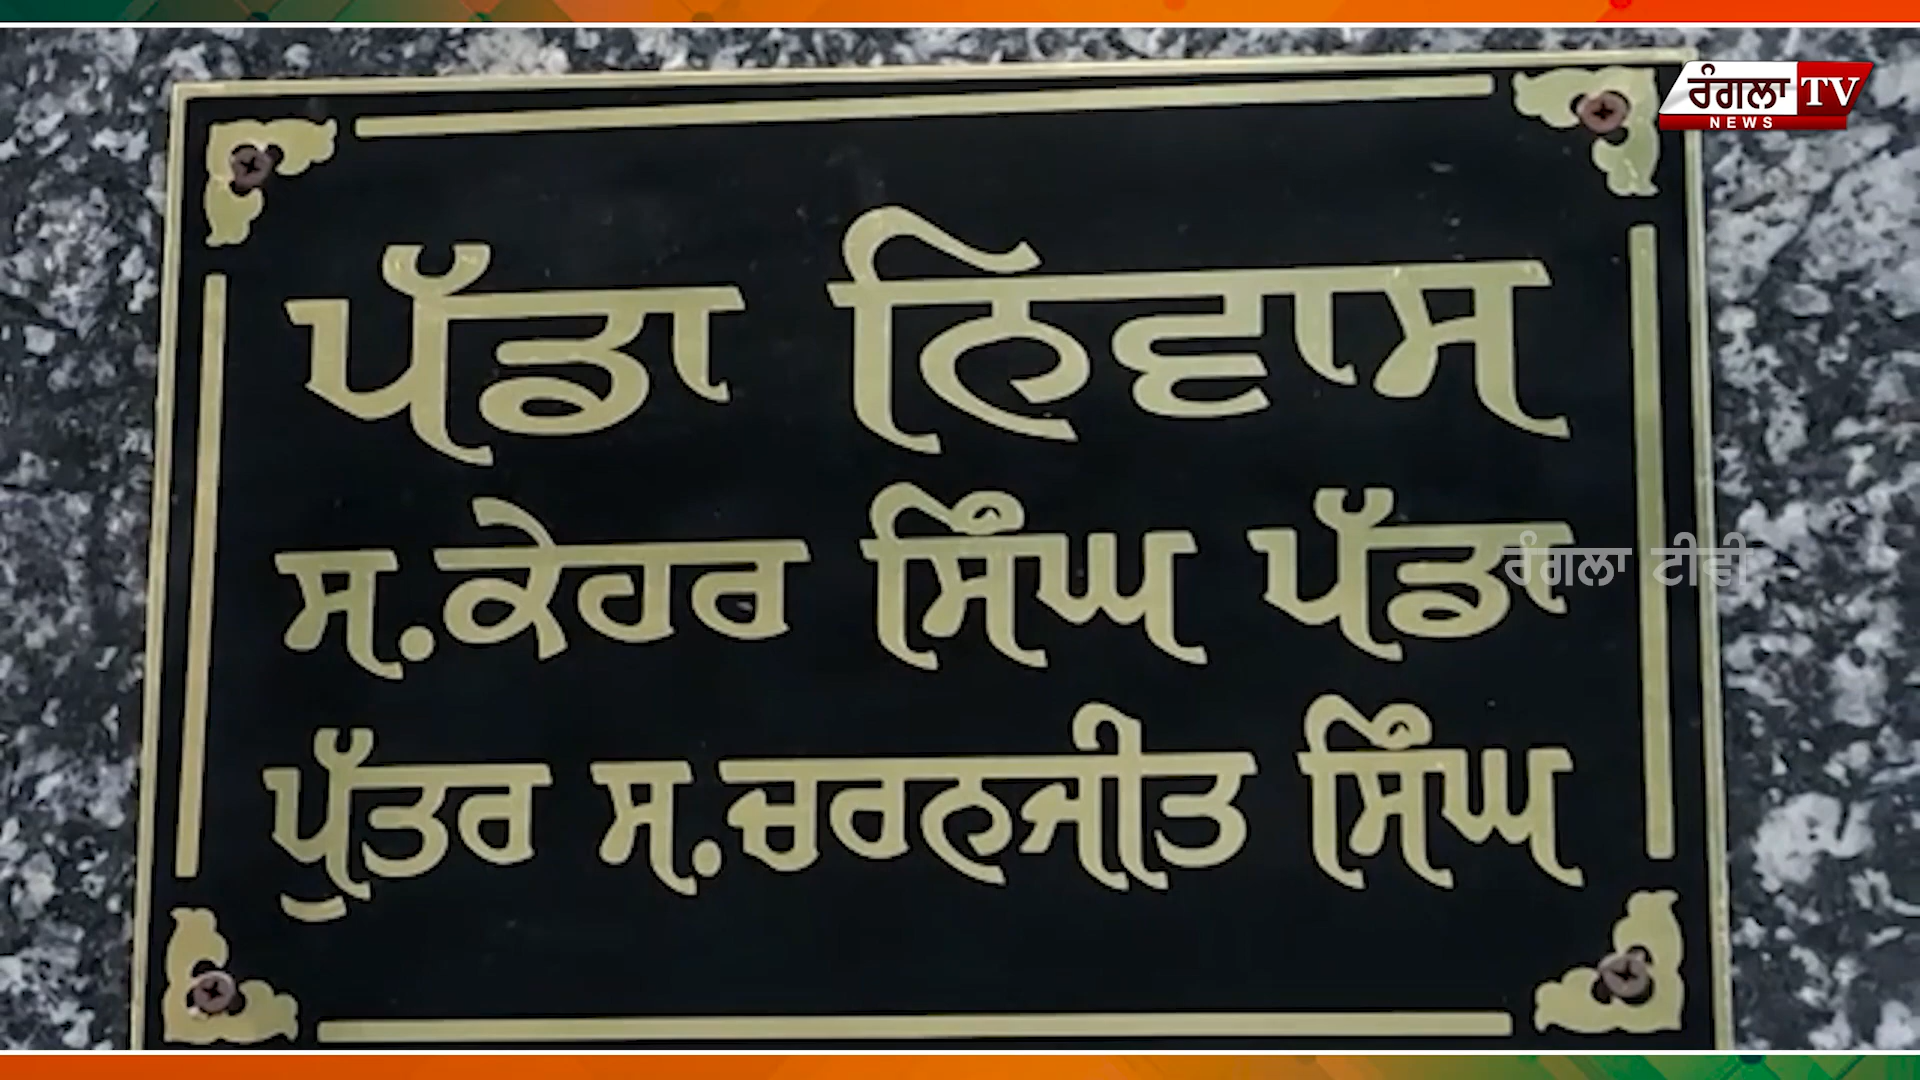 ਰੰਗਲਾ TV
NEWS
ਪੱਡਾ ਨਿਵਾਸ
ਸ.ਕੇਹਰ ਸਿੰਘ ਪੱਡਾ
ਰੰਗਲਾ ਟੀਵੀ
ਪੁੱਤਰ ਸ.ਚਰਨਜੀਤ ਸਿੰਘ